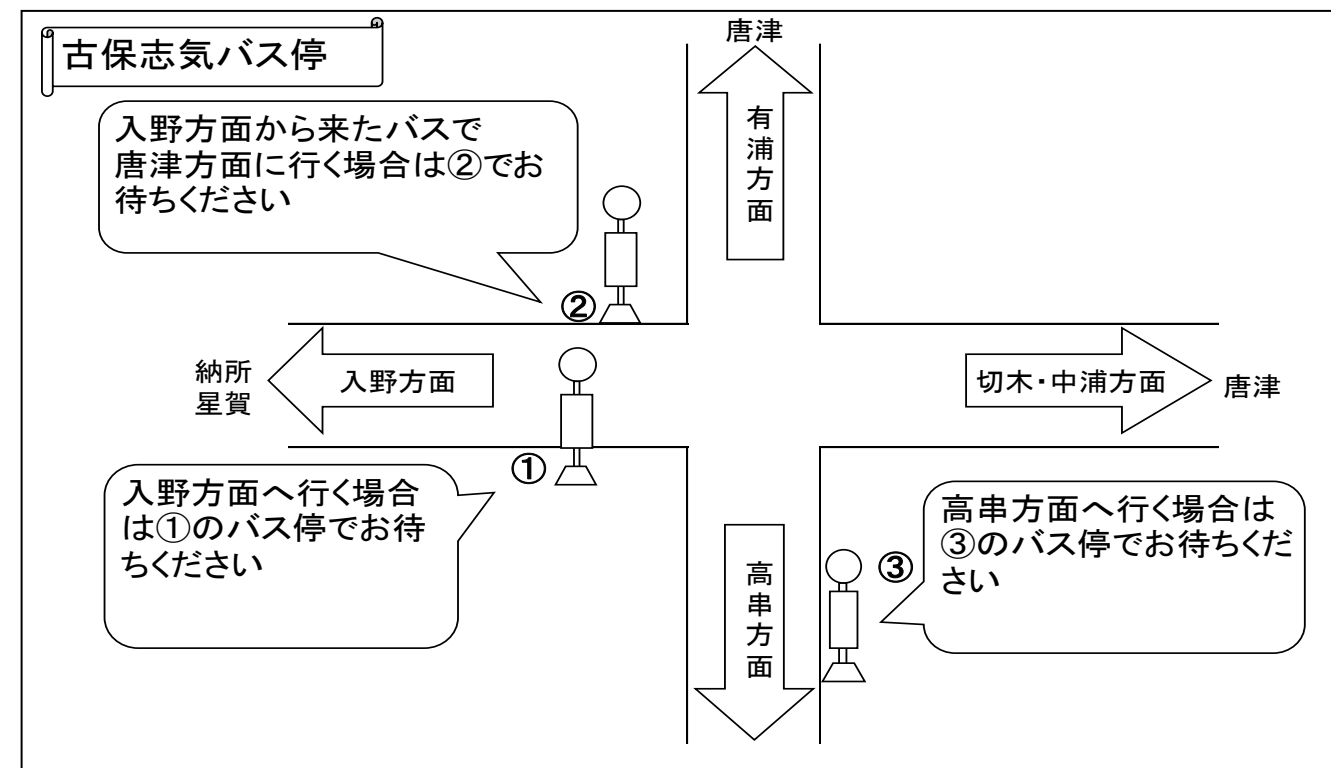 古保志気バス停
唐津
入野方面から来たバスで
唐津方面に行く場合は②でお
待ちください
有浦方面
②
納所
星賀
入野方面
切木・中浦方面
唐津
①
入野方面へ行く場合
は①のバス停でお待
ちください
高串方面
③
高串方面へ行く場合は
③のバス停でお待ちくだ
さい